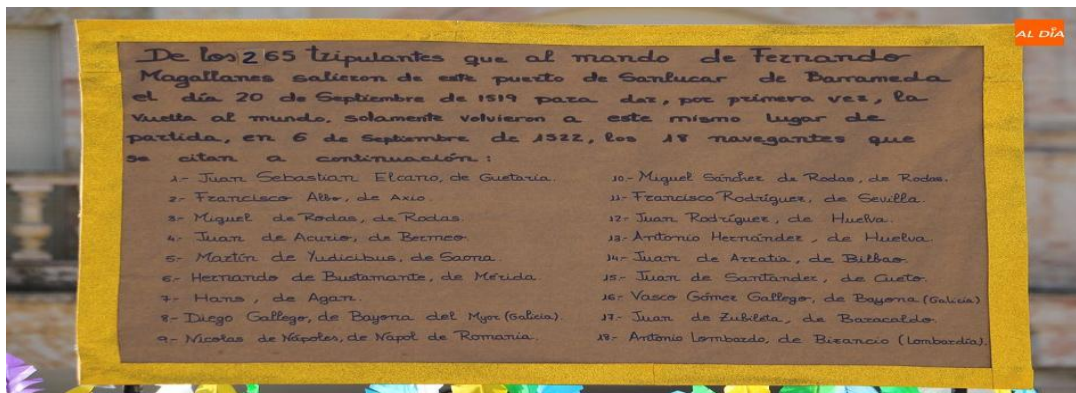 AL DÍA
De los 265 tripulantes que al mando de Fernando
Magallanes salieron de este puerto de Sanlucar de Barrameda
el día 20 de Septiembre de 1519 para dar, por primera vez, la
vuelta al mundo, solamente volvieron a este mismo lugar de
partida, en 6 de Septiembre de 1522, los 18 navegantes que
se citan a continuación:
1.- Juan Sebastian Elcano, de Guetaria.
2.- Francisco Albo, de Axio.
3.- Miguel de Rodas, de Rodas.
4.- Juan de Acurio, de Bermeo.
5.- Martín de Yudicibus, de Saona.
6.- Hernando de Bustamante, de Mérida.
7.- Hans, de Agan.
8.- Diego Gallego, de Bayona del Myor (Galicia).
9.- Nicolas de Nápoles, de Nápol de Romania.
10.- Miguel Sánchez de Rodas, de Rodas.
11.- Francisco Rodríguez, de Sevilla.
12.- Juan Rodríguez, de Huelva.
13.- Antonio Hernández, de Huelva.
14.- Juan de Arratia, de Bilbao.
15.- Juan de Santander, de Cueto.
16.- Vasco Gómez Gallego, de Bayona (Galicia)
17.- Juan de Zubileta, de Baracaldo.
18.- Antonio Lombardo, de Bizancio (Lombardía).